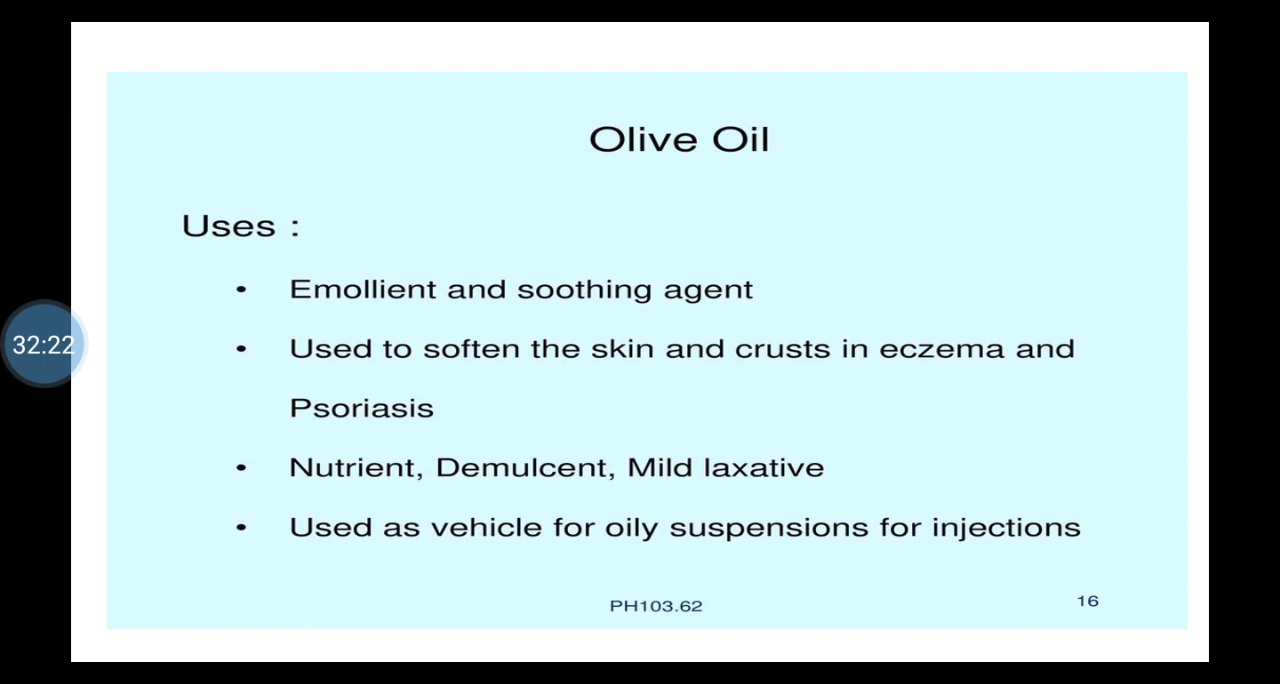 Olive Oil
Uses :
• Emollient and soothing agent
• Used to soften the skin and crusts in eczema and
Psoriasis
• Nutrient, Demulcent, Mild laxative
• Used as vehicle for oily suspensions for injections
PH103.62
16
32:22